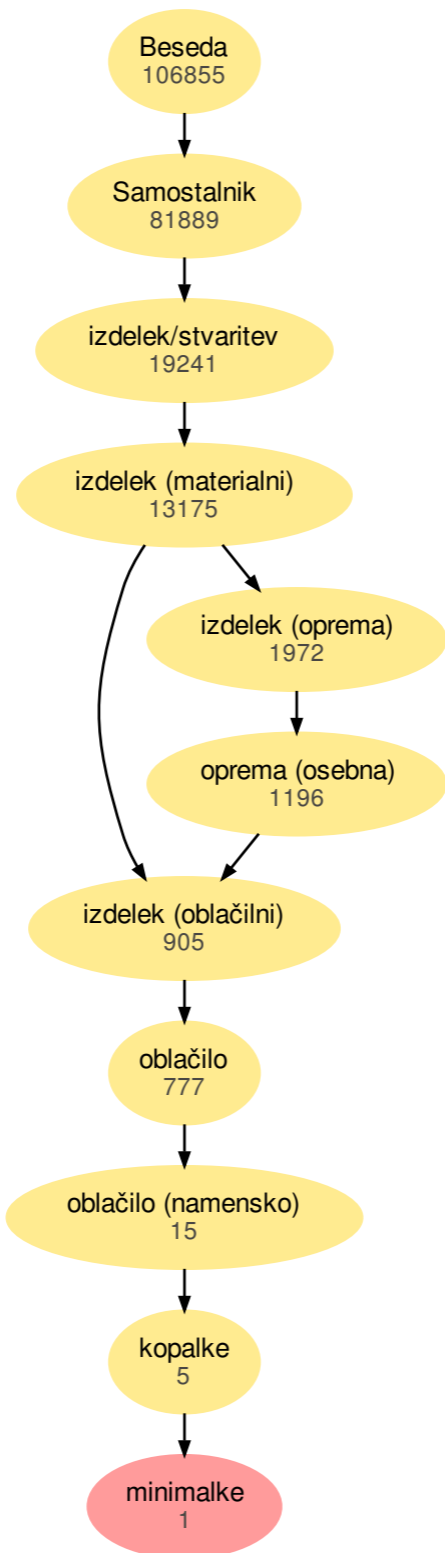 Beseda
106855
Samostalnik
81889
izdelek/stvaritev
19241
izdelek (materialni)
13175
izdelek (oprema)
1972
oprema (osebna)
1196
izdelek (oblačilni)
905
oblačilo
777
oblačilo (namensko)
15
kopalke
5
minimalke
1